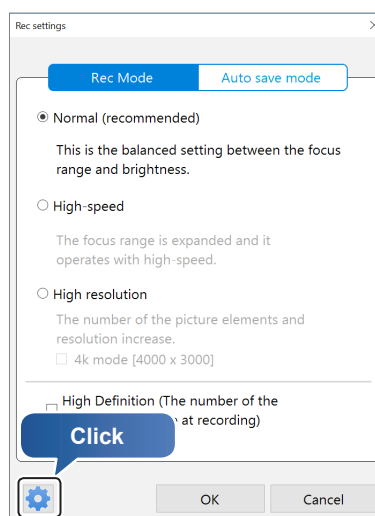 Rec settings
Rec Mode
Auto save mode
Normal (recommended)
This is the balanced setting between the focus
range and brightness.
High-speed
The focus range is expanded and it
operates with high-speed.
High resolution
The number of the picture elements and
resolution increase.
4k mode [4000 x 3000]
High Definition (The number of the
at recording)
Click
OK
Cancel